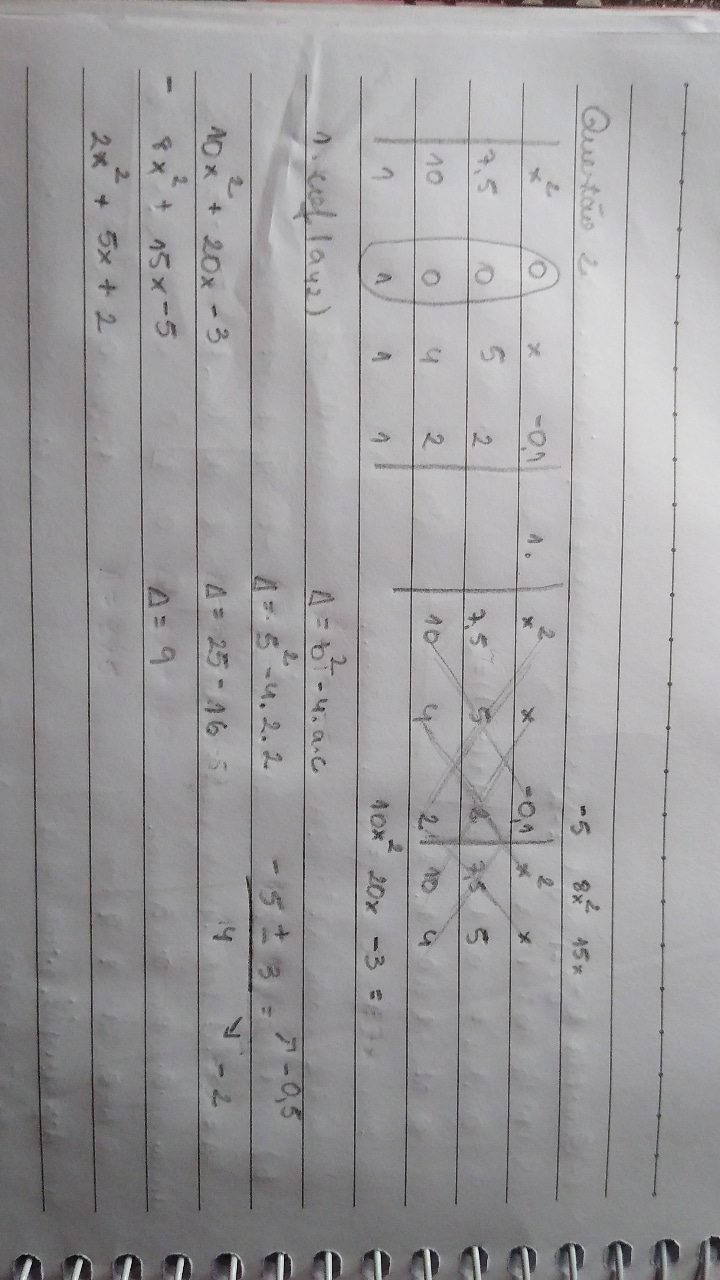 Questão 2
-5 8x² 15x
x² 0 x -0,1
7,5 10 5 2
10 0 4 2
1 1 1 1
1.
x² x -0,1 x² x
7,5 5 2 7,5 5
10 4 2 10 4
10x² 20x -3 =
1. cof (a42)
10x² + 20x - 3
- 8x² + 15x - 5
2x² + 5x + 2
Δ = b² - 4.a.c
Δ = 5² - 4.2.2
Δ = 25 - 16
Δ = 9
-5 ± 3 = ↗ -0,5
4 ↘ -2